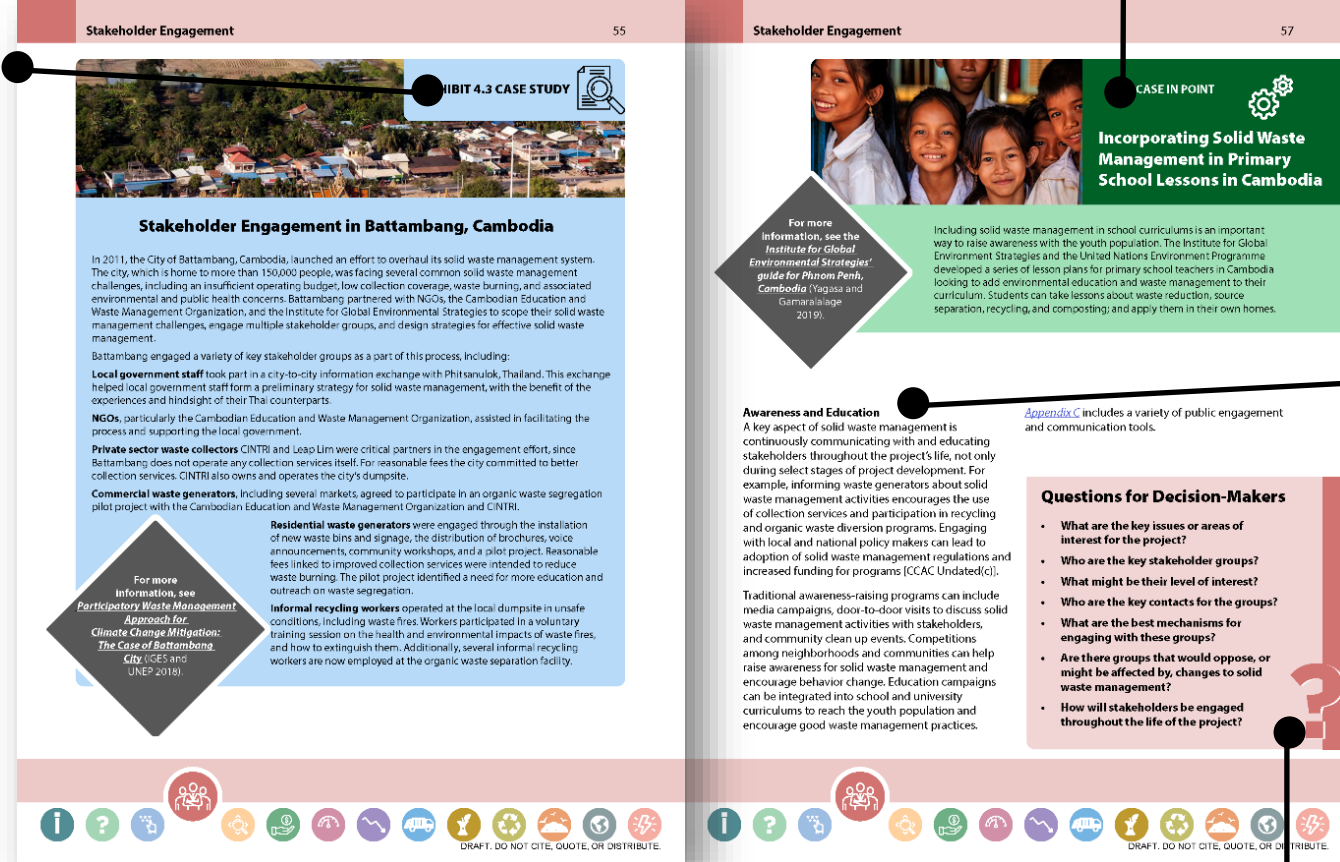 Stakeholder Engagement
55
HIBIT 4.3 CASE STUDY
Stakeholder Engagement in Battambang, Cambodia
In 2011, the City of Battambang, Cambodia, launched an effort to overhaul its solid waste management system.
The city, which is home to more than 150,000 people, was facing several common solid waste management
challenges, including an insufficient operating budget, low collection coverage, waste burning, and associated
environmental and public health concerns. Battambang partnered with NGOs, the Cambodian Education and
Waste Management Organization, and the Institute for Global Environmental Strategies to scope their solid waste
management challenges, engage multiple stakeholder groups, and design strategies for effective solid waste
management.
Battambang engaged a variety of key stakeholder groups as a part of this process, including:
Local government staff took part in a city-to-city information exchange with Phitsanulok, Thailand. This exchange
helped local government staff form a preliminary strategy for solid waste management, with the benefit of the
experiences and hindsight of their Thai counterparts.
NGOs, particularly the Cambodian Education and Waste Management Organization, assisted in facilitating the
process and supporting the local government.
Private sector waste collectors CINTRI and Leap Lim were critical partners in the engagement effort, since
Battambang does not operate any collection services itself. For reasonable fees the city committed to better
collection services. CINTRI also owns and operates the city's dumpsite.
Commercial waste generators, including several markets, agreed to participate in an organic waste segregation
pilot project with the Cambodian Education and Waste Management Organization and CINTRI.
Residential waste generators were engaged through the installation
of new waste bins and signage, the distribution of brochures, voice
announcements, community workshops, and a pilot project. Reasonable
fees linked to improved collection services were intended to reduce
waste burning. The pilot project identified a need for more education and
outreach on waste segregation.
Informal recycling workers operated at the local dumpsite in unsafe
conditions, including waste fires. Workers participated in a voluntary
training session on the health and environmental impacts of waste fires,
and how to extinguish them. Additionally, several informal recycling
workers are now employed at the organic waste separation facility.
For more
information, see
Participatory Waste Management
Approach for
Climate Change Mitigation:
The Case of Battambang
City (IGES and
UNEP 2018).
DRAFT. DO NOT CITE, QUOTE, OR DISTRIBUTE.
Stakeholder Engagement
57
CASE IN POINT
Incorporating Solid Waste
Management in Primary
School Lessons in Cambodia
For more
information, see the
Institute for Global
Environmental Strategies'
guide for Phnom Penh,
Cambodia (Yagasa and
Gamaralalage
2019).
Including solid waste management in school curriculums is an important
way to raise awareness with the youth population. The Institute for Global
Environment Strategies and the United Nations Environment Programme
developed a series of lesson plans for primary school teachers in Cambodia
looking to add environmental education and waste management to their
curriculum. Students can take lessons about waste reduction, source
separation, recycling, and composting; and apply them in their own homes.
Awareness and Education
A key aspect of solid waste management is
continuously communicating with and educating
stakeholders throughout the project's life, not only
during select stages of project development. For
example, informing waste generators about solid
waste management activities encourages the use
of collection services and participation in recycling
and organic waste diversion programs. Engaging
with local and national policy makers can lead to
adoption of solid waste management regulations and
increased funding for programs [CCAC Undated(c)].
Traditional awareness-raising programs can include
media campaigns, door-to-door visits to discuss solid
waste management activities with stakeholders,
and community clean up events. Competitions
among neighborhoods and communities can help
raise awareness for solid waste management and
encourage behavior change. Education campaigns
can be integrated into school and university
curriculums to reach the youth population and
encourage good waste management practices.
Appendix C includes a variety of public engagement
and communication tools.
Questions for Decision-Makers
• What are the key issues or areas of
interest for the project?
• Who are the key stakeholder groups?
• What might be their level of interest?
• Who are the key contacts for the groups?
• What are the best mechanisms for
engaging with these groups?
• Are there groups that would oppose, or
might be affected by, changes to solid
waste management?
• How will stakeholders be engaged
throughout the life of the project?
DRAFT. DO NOT CITE, QUOTE, OR DISTRIBUTE.